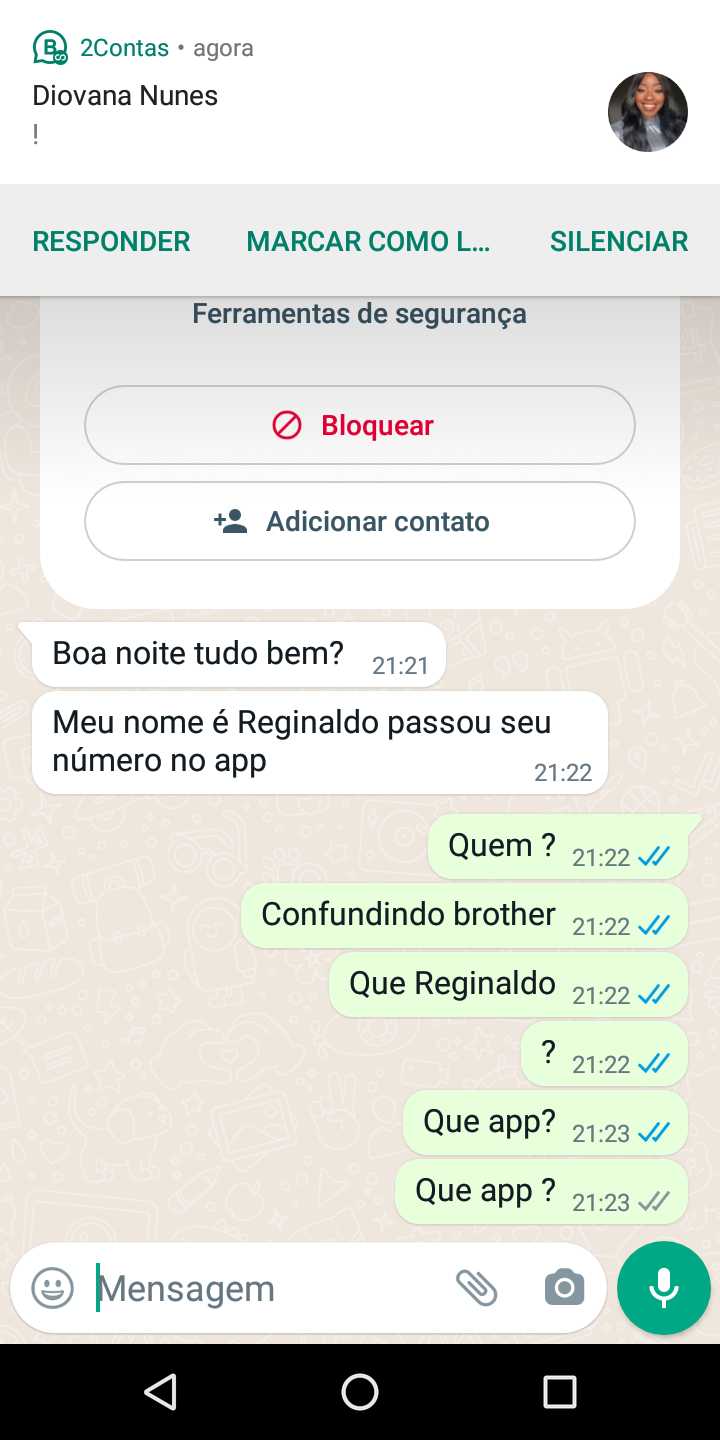 2Contas • agora
Diovana Nunes
!
RESPONDER MARCAR COMO L... SILENCIAR
Ferramentas de segurança
Bloquear
Adicionar contato
Boa noite tudo bem? 21:21
Meu nome é Reginaldo passou seu
número no app 21:22
Quem ? 21:22
Confundindo brother 21:22
Que Reginaldo 21:22
? 21:22
Que app? 21:23
Que app ? 21:23
Mensagem